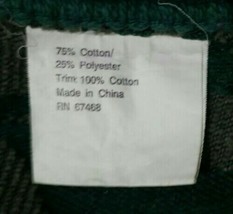 75% Cotton/
25% Polyester
Trim 100% Cotton
Made in China
RN 67468